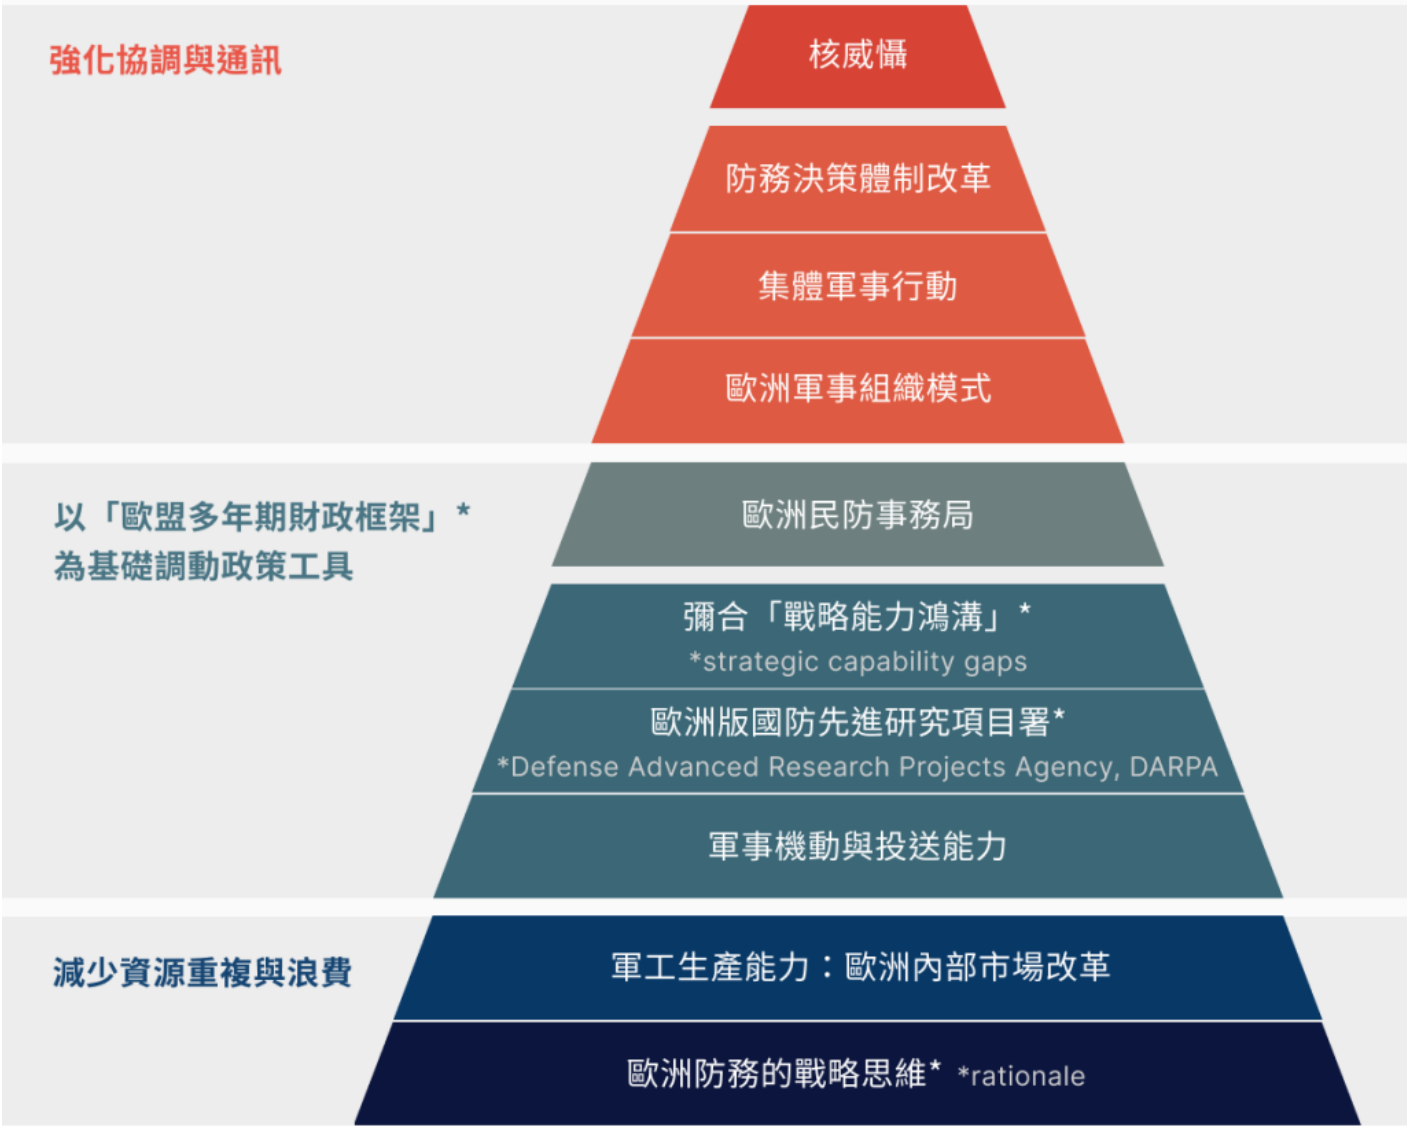 強化協調與通訊
核威懾
防務決策體制改革
集體軍事行動
歐洲軍事組織模式
以「歐盟多年期財政框架」*
為基礎調動政策工具
歐洲民防事務局
彌合「戰略能力鴻溝」*
*strategic capability gaps
歐洲版國防先進研究項目署*
*Defense Advanced Research Projects Agency, DARPA
軍事機動與投送能力
減少資源重複與浪費
軍工生產能力：歐洲內部市場改革
歐洲防務的戰略思維* *rationale